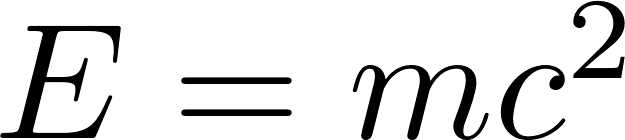 E = mc²